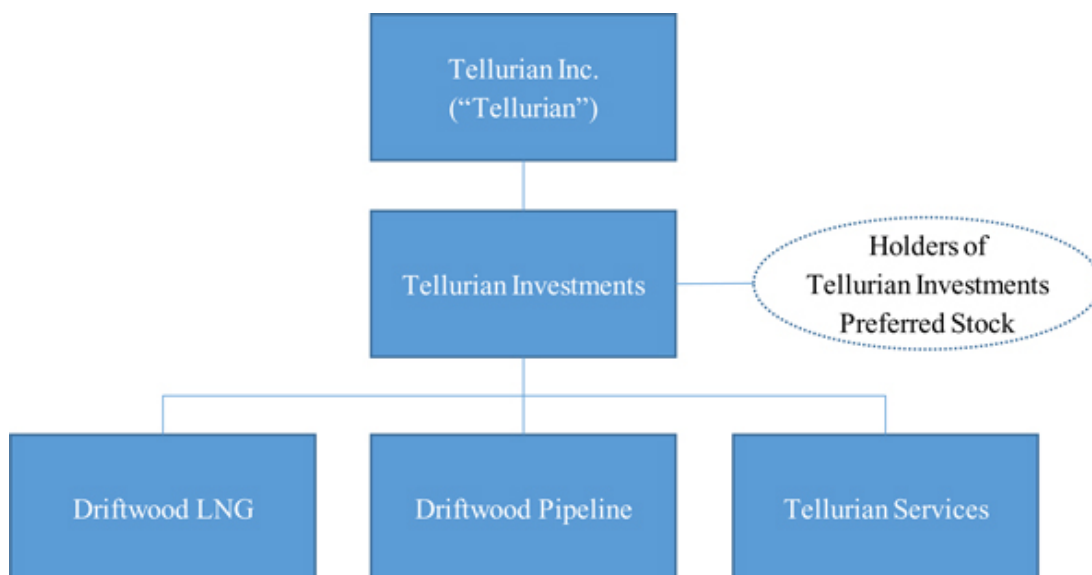 Tellurian Inc.
(“Tellurian”)
Tellurian Investments
Holders of
Tellurian Investments
Preferred Stock
Driftwood LNG
Driftwood Pipeline
Tellurian Services